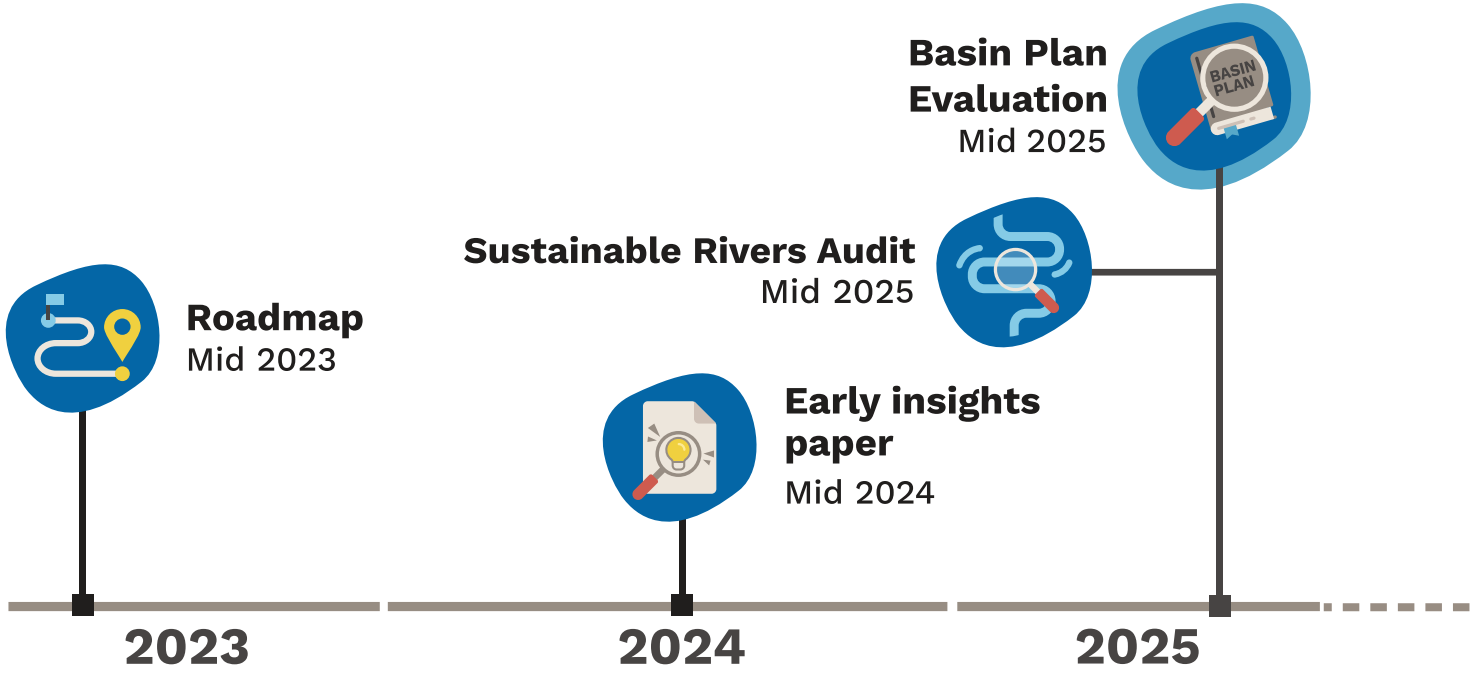 Basin Plan
Evaluation
Mid 2025
BASIN
PLAN
Sustainable Rivers Audit
Mid 2025
Roadmap
Mid 2023
Early insights
paper
Mid 2024
2023
2024
2025